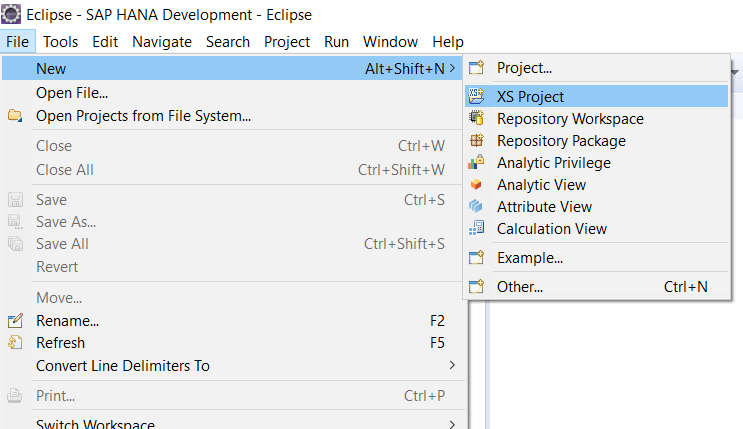 Eclipse - SAP HANA Development - Eclipse
File Tools Edit Navigate Search Project Run Window Help
New Alt+Shift+N
Open File...
Open Projects from File System...
Close Ctrl+W
Close All Ctrl+Shift+W
Save Ctrl+S
Save As...
Save All Ctrl+Shift+S
Revert
Move...
Rename... F2
Refresh F5
Convert Line Delimiters To
Print... Ctrl+P
Switch Workspace
Project...
XS Project
Repository Workspace
Repository Package
Analytic Privilege
Analytic View
Attribute View
Calculation View
Example...
Other... Ctrl+N